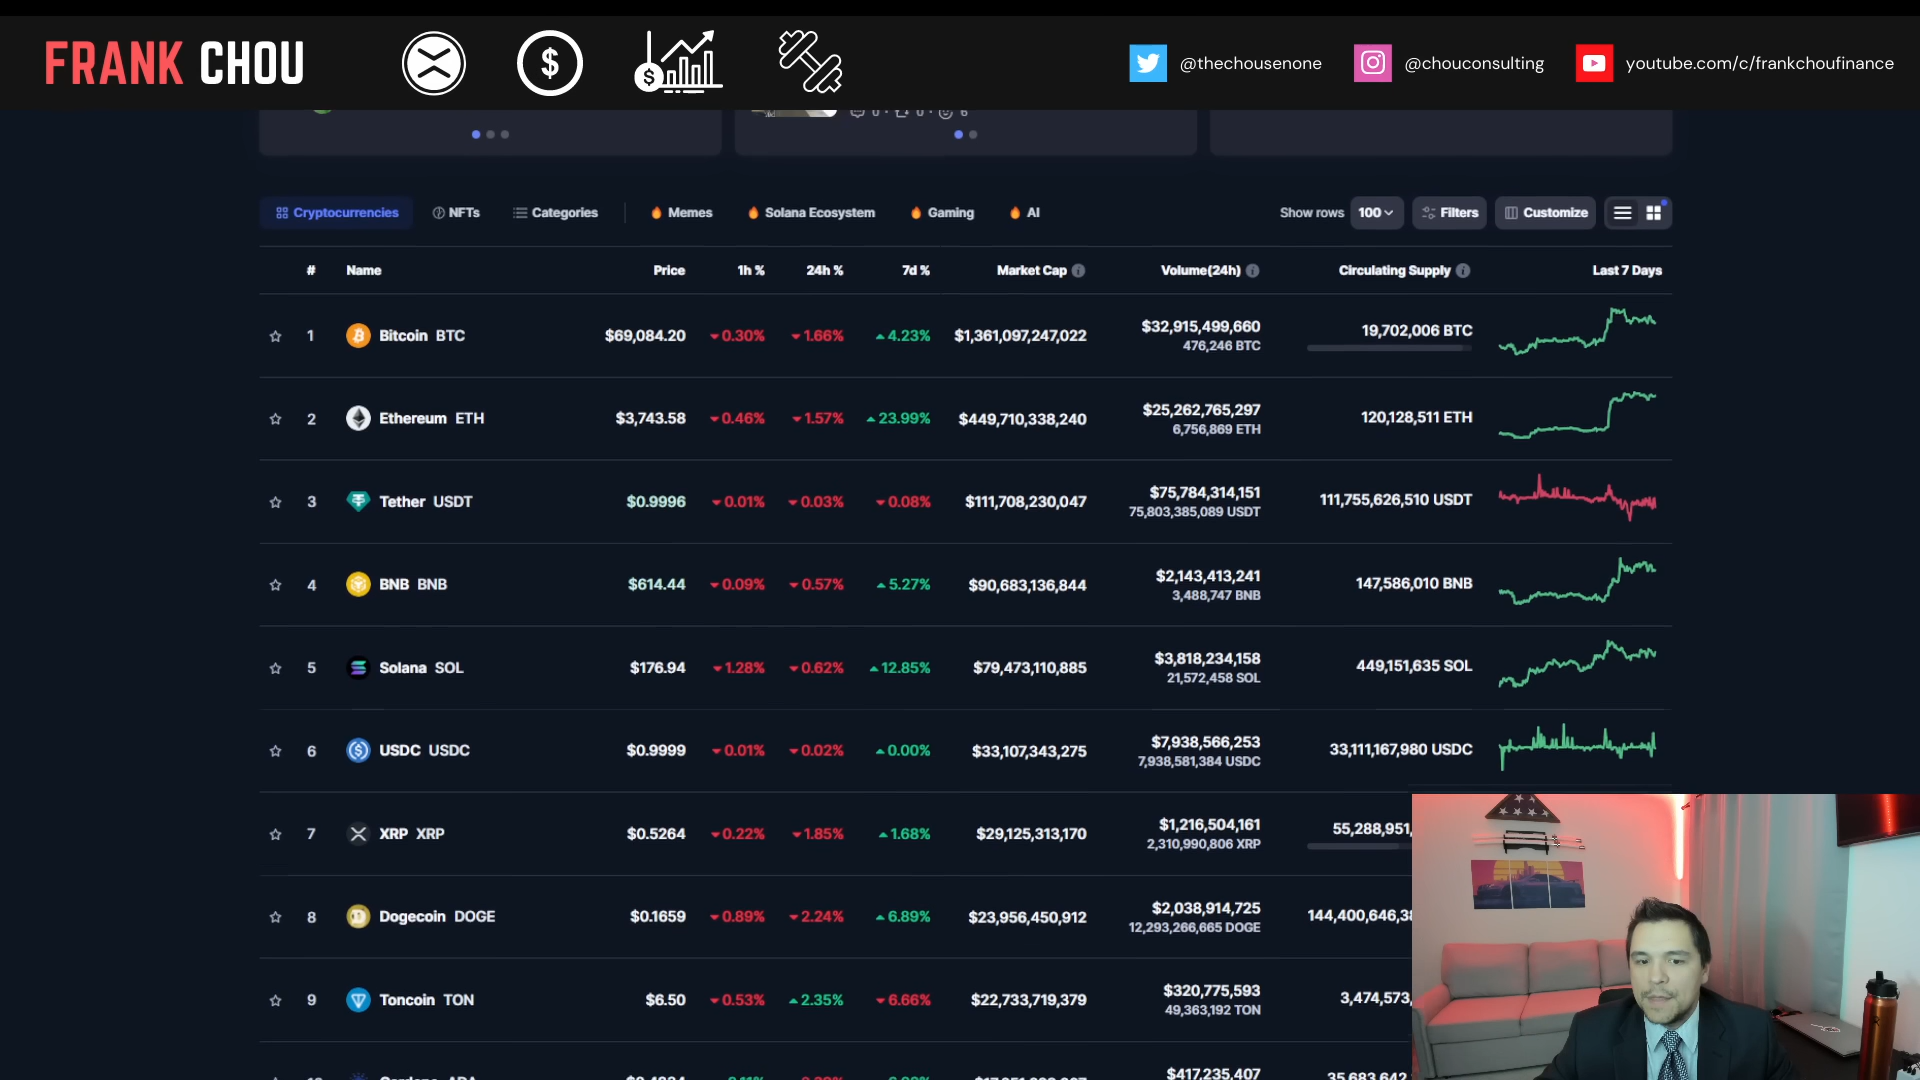 FRANK CHOU
@thechousenone
@chouconsulting
youtube.com/c/frankchoufinance
Cryptocurrencies NFTs Categories Memes Solana Ecosystem Gaming AI Show rows 100 Filters Customize
# Name Price 1h % 24h % 7d % Market Cap Volume(24h) Circulating Supply Last 7 Days
1 Bitcoin BTC $69,084.20 0.30% 1.66% 4.23% $1,361,097,247,022 $32,915,499,660 19,702,006 BTC
476,246 BTC
2 Ethereum ETH $3,743.58 0.46% 1.57% 23.99% $449,710,338,240 $25,262,765,297 120,128,511 ETH
6,756,869 ETH
3 Tether USDT $0.9996 0.01% 0.03% 0.08% $111,708,230,047 $75,784,314,151 111,755,626,510 USDT
75,803,385,089 USDT
4 BNB BNB $614.44 0.09% 0.57% 5.27% $90,683,136,844 $2,143,413,241 147,586,010 BNB
3,488,747 BNB
5 Solana SOL $176.94 1.28% 0.62% 12.85% $79,473,110,885 $3,818,234,158 449,151,635 SOL
21,572,458 SOL
6 USDC USDC $0.9999 0.01% 0.02% 0.00% $33,107,343,275 $7,938,566,253 33,111,167,980 USDC
7,938,581,384 USDC
7 XRP XRP $0.5264 0.22% 1.85% 1.68% $29,125,313,170 $1,216,504,161 55,288,951,
2,310,990,806 XRP
8 Dogecoin DOGE $0.1659 0.89% 2.24% 6.89% $23,956,450,912 $2,038,914,725 144,400,646,38
12,293,266,665 DOGE
9 Toncoin TON $6.50 0.53% 2.35% 6.66% $22,733,719,379 $320,775,593 3,474,573,
49,363,192 TON
$417,235,407 35,683,642